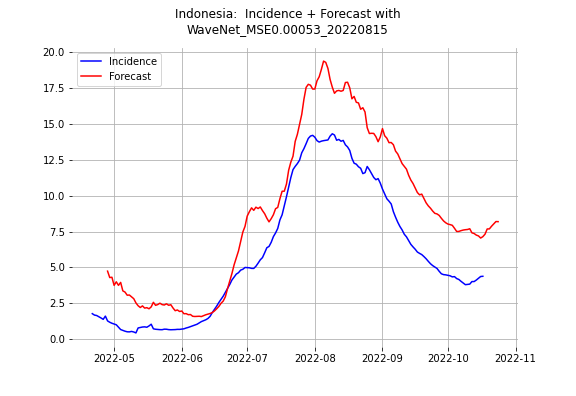 Indonesia:  Incidence + Forecast with
WaveNet_MSE0.00053_20220815
Incidence
Forecast
20.0
17.5
15.0
12.5
10.0
7.5
5.0
2.5
0.0
2022-05 2022-06 2022-07 2022-08 2022-09 2022-10 2022-11